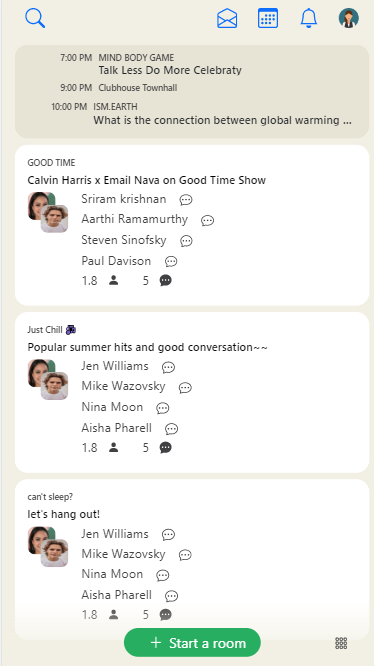 7:00 PM MIND BODY GAME
Talk Less Do More Celebraty
9:00 PM Clubhouse Townhall
10:00 PM ISM.EARTH
What is the connection between global warming ...
GOOD TIME
Calvin Harris x Email Nava on Good Time Show
Sriram krishnan
Aarthi Ramamurthy
Steven Sinofsky
Paul Davison
1.8 5
Just Chill
Popular summer hits and good conversation~~
Jen Williams
Mike Wazovsky
Nina Moon
Aisha Pharell
1.8 5
can't sleep?
let's hang out!
Jen Williams
Mike Wazovsky
Nina Moon
Aisha Pharell
1.8 5
+ Start a room